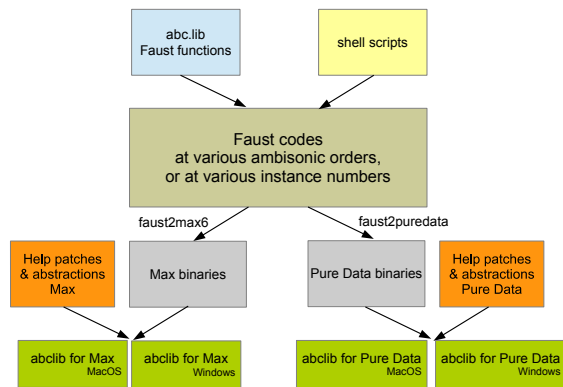 abc.lib
Faust functions
shell scripts
Faust codes
at various ambisonic orders,
or at various instance numbers
faust2max6
faust2puredata
Help patches
& abstractions
Max
Max binaries
Pure Data binaries
Help patches
& abstractions
Pure Data
abclib for Max
MacOS
abclib for Max
Windows
abclib for Pure Data
MacOS
abclib for Pure Data
Windows